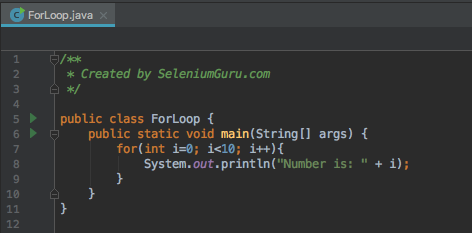 ForLoop.java
1 /**
2 * Created by SeleniumGuru.com
3 */
4
5 public class ForLoop {
6 public static void main(String[] args) {
7 for(int i=0; i<10; i++){
8 System.out.println("Number is: " + i);
9 }
10 }
11 }
12